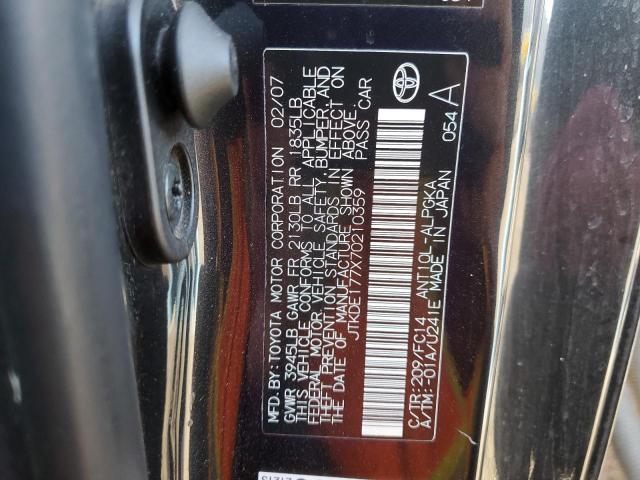 MFD. BY: TOYOTA MOTOR CORPORATION 02/07
GVWR 3945LB GAWR FR 2130LB RR 1835LB
THIS VEHICLE CONFORMS TO ALL APPLICABLE
FEDERAL MOTOR VEHICLE SAFETY, BUMPER, AND
THEFT PREVENTION STANDARDS IN EFFECT ON
THE DATE OF MANUFACTURE SHOWN ABOVE.
JTKDE177X70210359 PASS CAR
C/TR:209/FC14 ANT10L-ALPGKA
A/TM:-01A/U241E MADE IN JAPAN 054 A